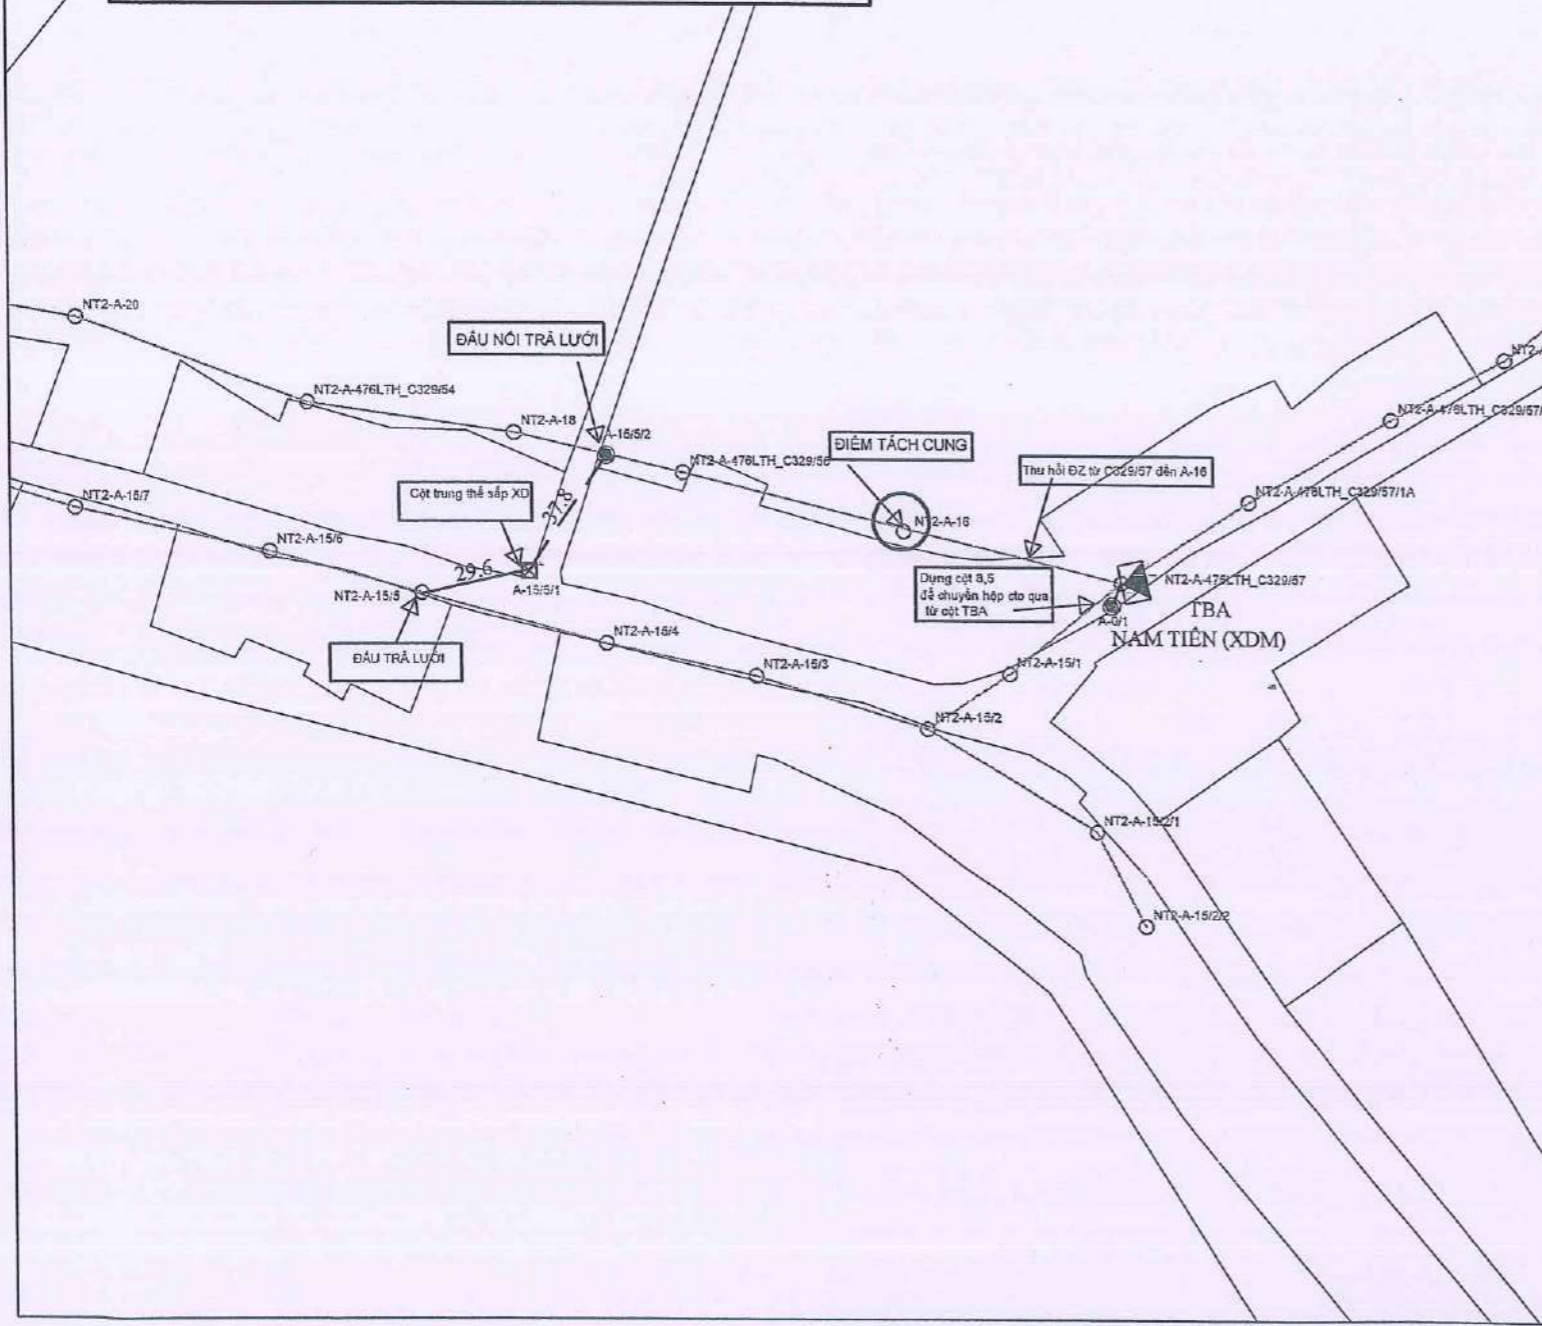 NT2-A-20
ĐẤU NỐI TRẢ LƯỚI
NT2-A-476LTH_C329/54
NT2-A-18
A-15/5/2
NT2-A-476LTH_C329/56
ĐIỂM TÁCH CUNG
Thu hồi ĐZ từ C329/57 đến A-16
NT2-A-476LTH_C329/57/
NT2-A-476LTH_C329/57/1A
NT2-A-16
NT2-A-15/7
Cột trung thế sắp XD
37.8
NT2-A-15/6
29.6
A-15/5/1
NT2-A-15/5
ĐẤU TRẢ LƯỚI
NT2-A-15/4
NT2-A-15/3
Dựng cột 8,5
để chuyển hộp cto qua
từ cột TBA
NT2-A-476LTH_C329/57
A-0/1
TBA
NAM TIẾN (XDM)
NT2-A-15/1
NT2-A-15/2
NT2-A-15/2/1
NT2-A-15/2/2